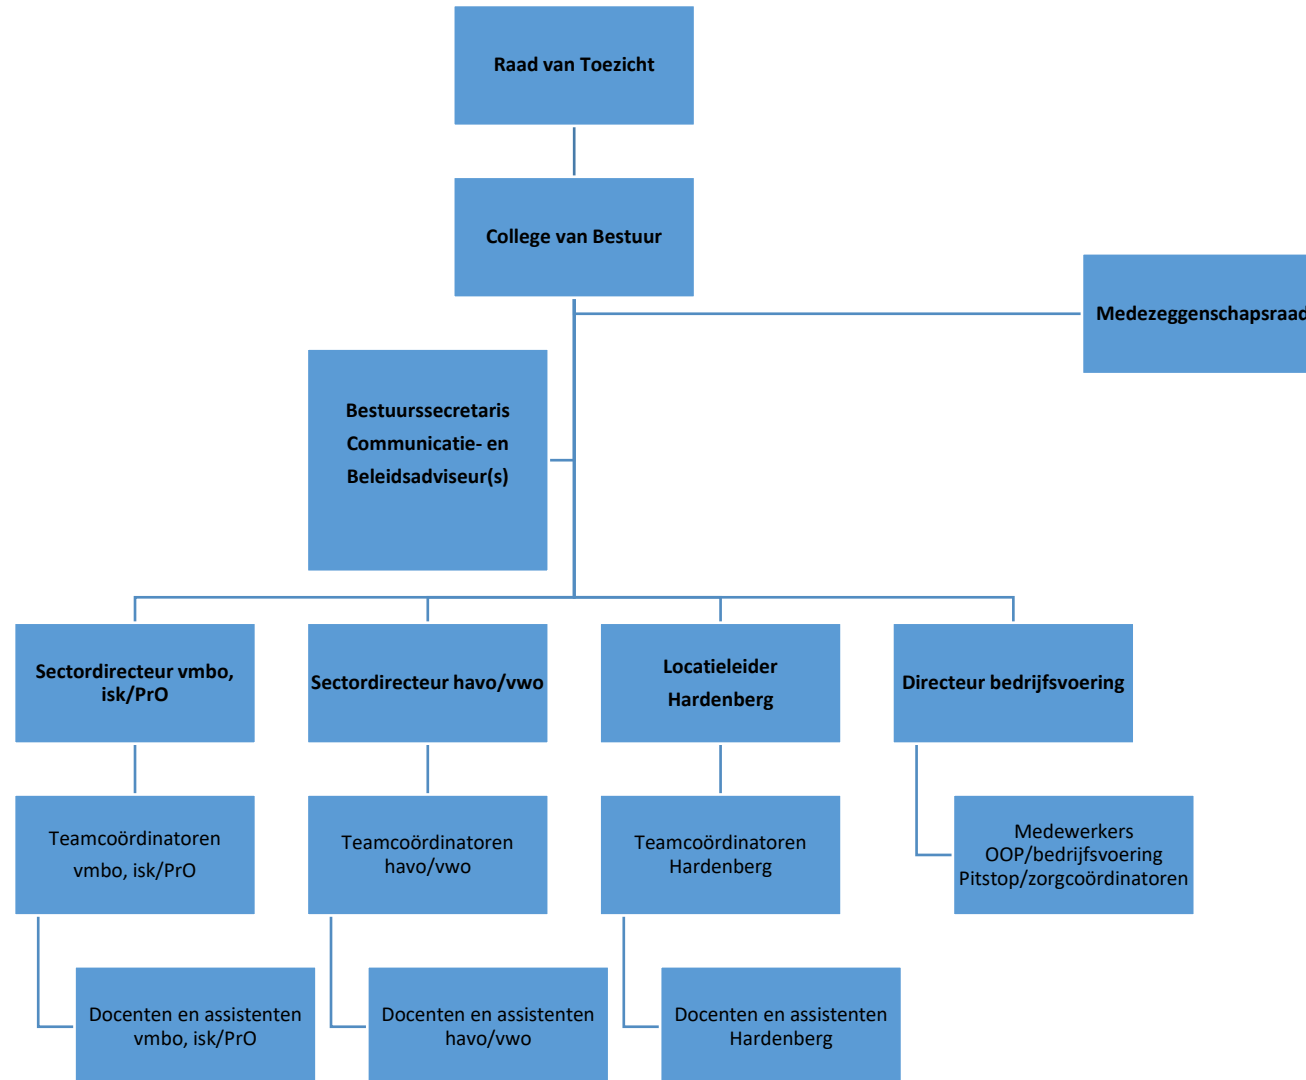 Raad van Toezicht
College van Bestuur
Medezeggenschapsraad
Bestuurssecretaris
Communicatie- en
Beleidsadviseur(s)
Sectordirecteur vmbo,
isk/PrO
Sectordirecteur havo/vwo
Locatieleider
Hardenberg
Directeur bedrijfsvoering
Teamcoördinatoren
vmbo, isk/PrO
Teamcoördinatoren
havo/vwo
Teamcoördinatoren
Hardenberg
Medewerkers
OOP/bedrijfsvoering
Pitstop/zorgcoördinatoren
Docenten en assistenten
vmbo, isk/PrO
Docenten en assistenten
havo/vwo
Docenten en assistenten
Hardenberg